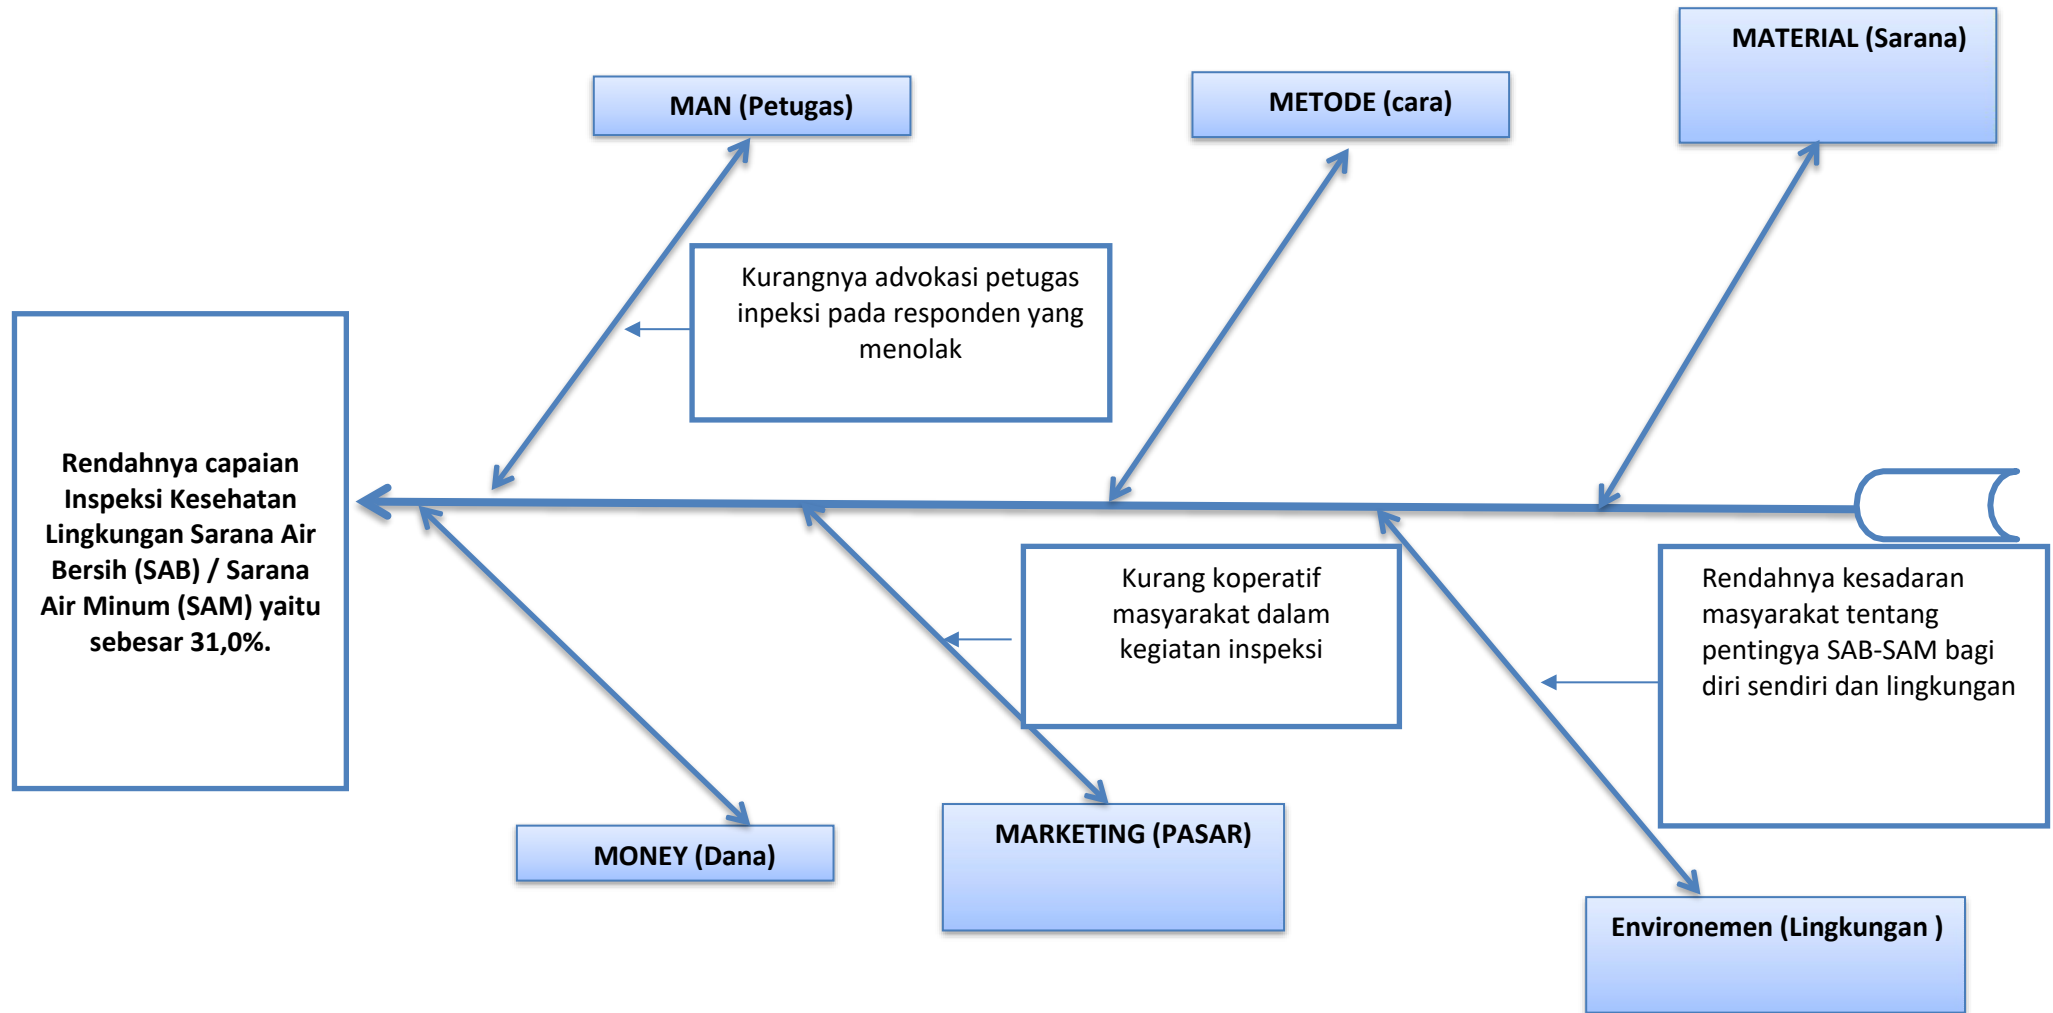 MATERIAL (Sarana)
MAN (Petugas)
METODE (cara)
Kurangnya advokasi petugas
inpeksi pada responden yang
menolak
Rendahnya capaian
Inspeksi Kesehatan
Lingkungan Sarana Air
Bersih (SAB) / Sarana
Air Minum (SAM) yaitu
sebesar 31,0%.
Kurang koperatif
masyarakat dalam
kegiatan inspeksi
Rendahnya kesadaran
masyarakat tentang
pentingya SAB-SAM bagi
diri sendiri dan lingkungan
MONEY (Dana)
MARKETING (PASAR)
Environemen (Lingkungan )